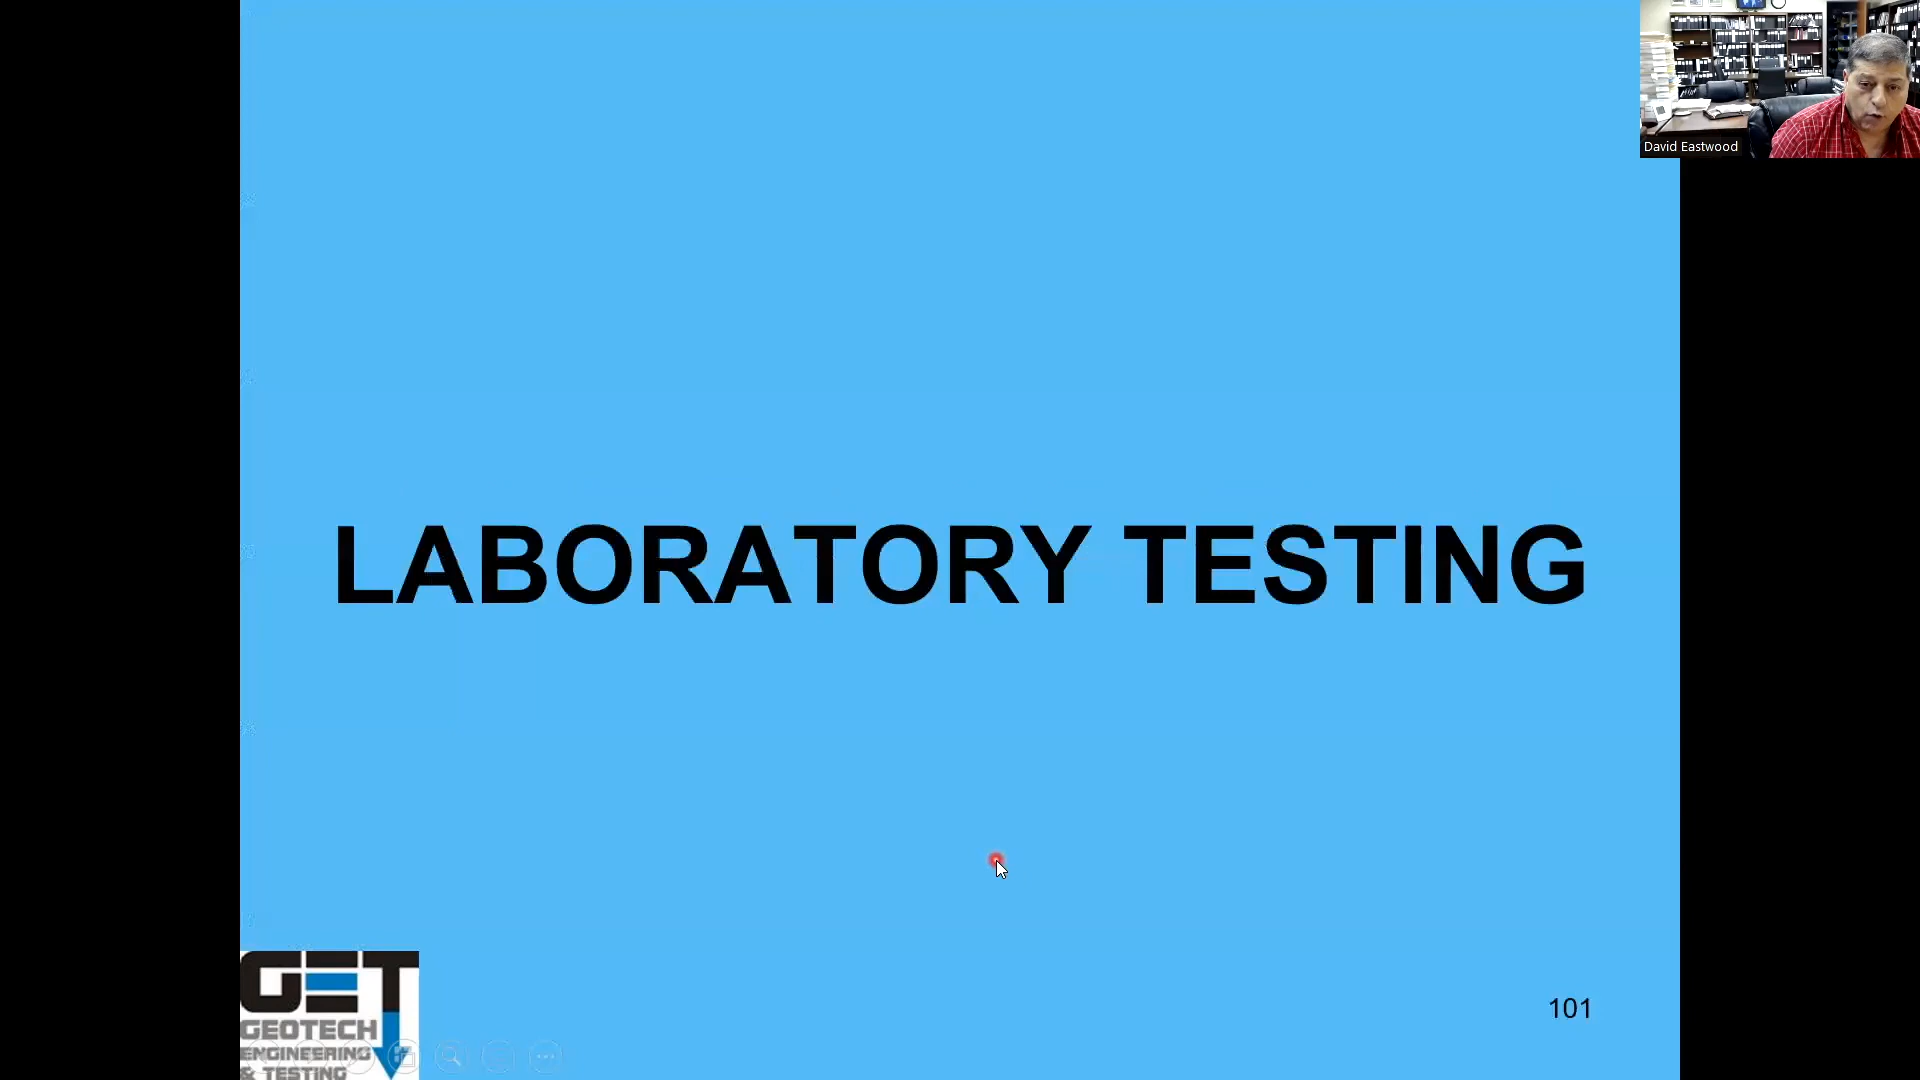 David Eastwood
LABORATORY TESTING
GET
GEOTECH
ENGINEERING
& TESTING
101